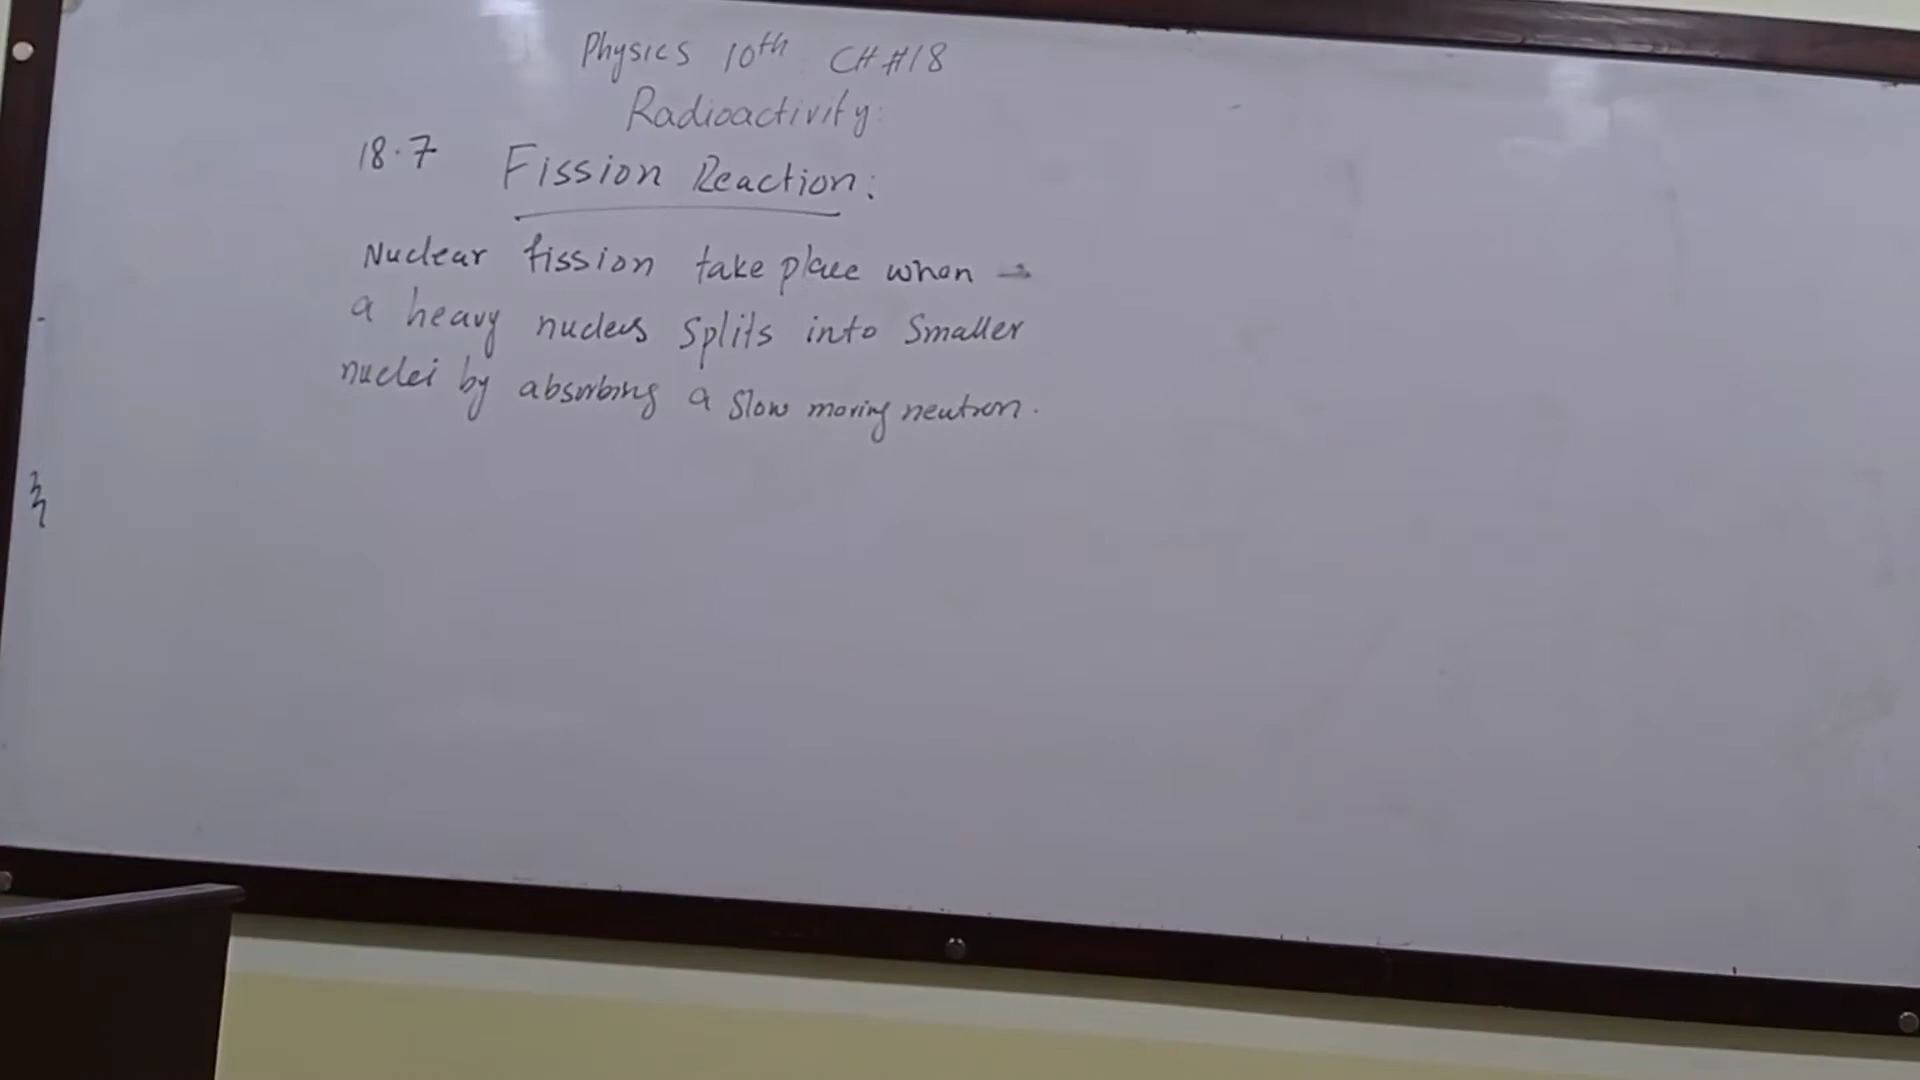 Physics 10th CH #18
Radioactivity:
18.7 Fission Reaction:
Nuclear fission take place when
a heavy nucleus splits into smaller
nuclei by absorbing a slow moving neutron.